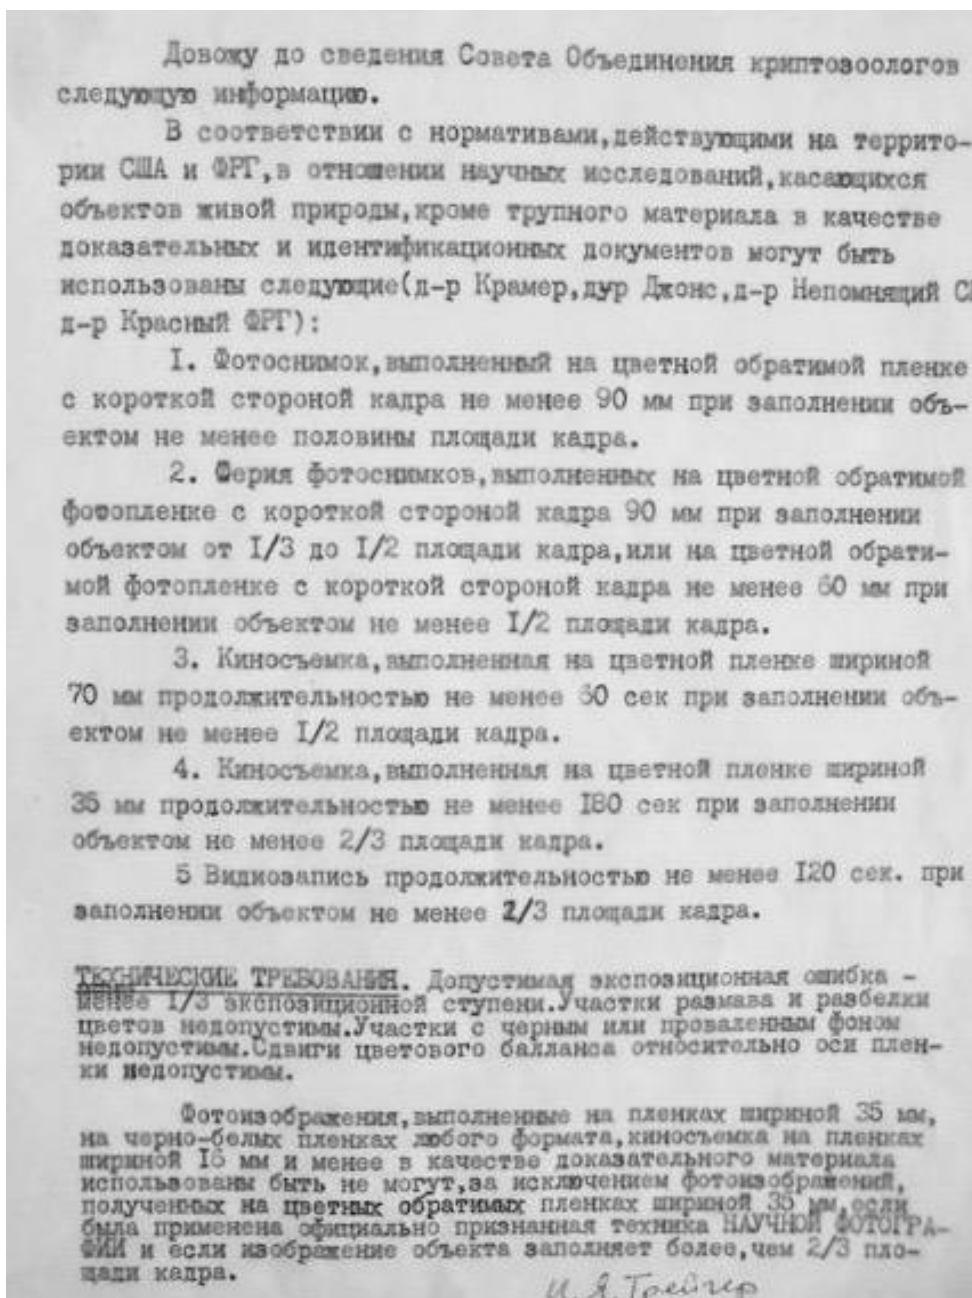 Довожу до сведения Совета Объединения криптозоологов
следующую информацию.
В соответствии с нормативами,действующими на террито-
рии США и ФРГ,в отношении научных исследований,касающихся
объектов живой природы,кроме трупного материала в качестве
доказательных и идентификационных документов могут быть
использованы следующие(д-р Крамер,дур Джонс,д-р Непомнящий
д-р Красный ФРГ):
I. Фотоснимок,выполненный на цветной обратимой пленке
с короткой стороной кадра не менее 90 мм при заполнении объ-
ектом не менее половины площади кадра.
2. Ферия фотоснимков,выполненных на цветной обратимой
фотопленке с короткой стороной кадра 90 мм при заполнении
объектом от I/3 до I/2 площади кадра,или на цветной обрати-
мой фотопленке с короткой стороной кадра не менее 60 мм при
заполнении объектом не менее I/2 площади кадра.
3. Киносъемка,выполненная на цветной пленке шириной
70 мм продолжительностью не менее 60 сек при заполнении объ-
ектом не менее I/2 площади кадра.
4. Киносъемка,выполненная на цветной пленке шириной
35 мм продолжительностью не менее I80 сек при заполнении
объектом не менее 2/3 площади кадра.
5 Видиозапись продолжительностью не менее I20 сек. при
заполнении объектом не менее 2/3 площади кадра.
ТЕХНИЧЕСКИЕ ТРЕБОВАНИЯ. Допустимая экспозиционная ошибка -
менее I/3 экспозиционной ступени.Участки размава и разбелки
цветов недопустимы.Участки с черным или проваленным фоном
недопустимы.Сдвиги цветового балланса относительно оси плен-
ки недопустимы.
Фотоизображения,выполненные на пленках шириной 35 мм,
на черно-белых пленках любого формата,киносъемка на пленках
шириной I6 мм и менее в качестве доказательного материала
использованы быть не могут,за исключением фотоизображений,
полученных на цветных обратимых пленках шириной 35 мм,если
была применена официально признанная техника НАУЧНОЙ ФОТОГРА-
ФИИ и если изображение объекта заполняет более,чем 2/3 пло-
щади кадра.
И.Я.Трейгер